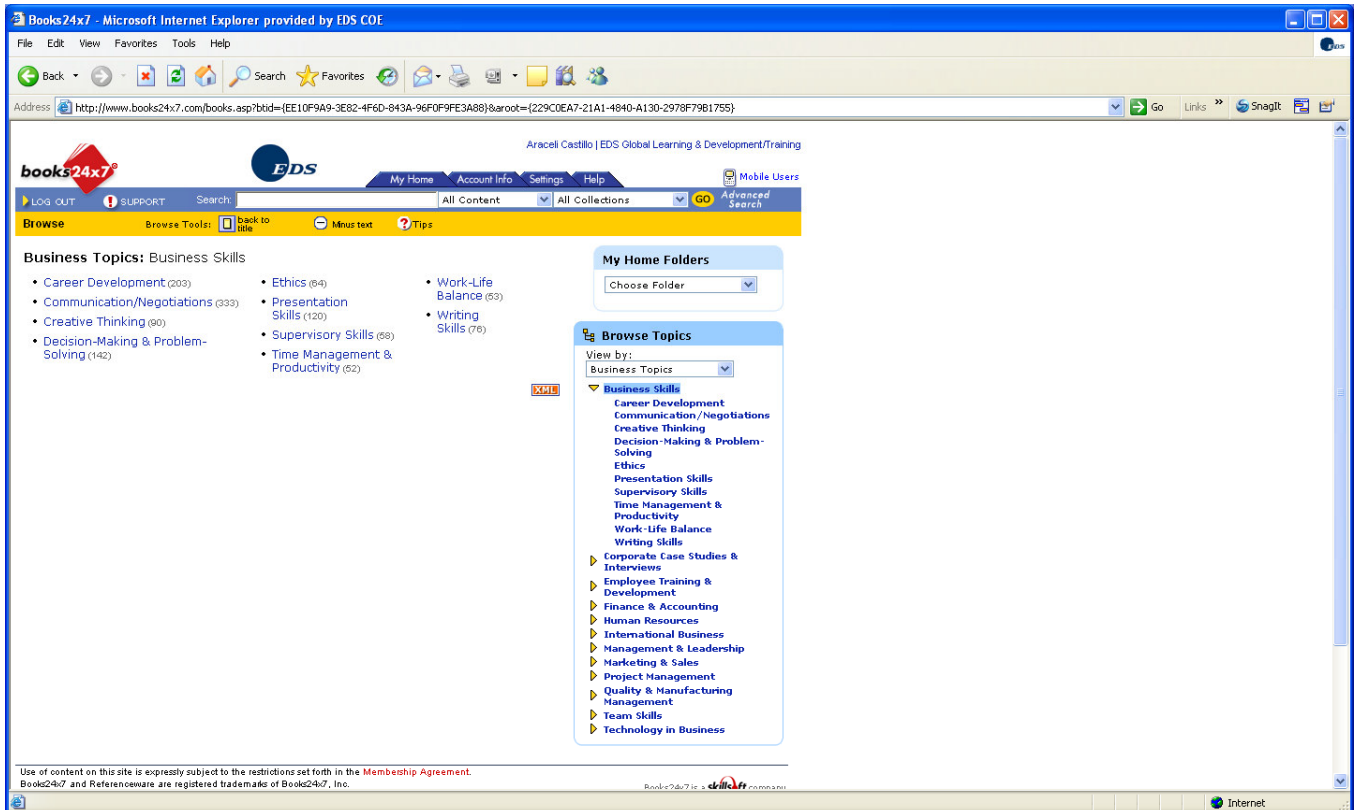 Books24x7 - Microsoft Internet Explorer provided by EDS COE
File Edit View Favorites Tools Help
EDS
Back Search Favorites
Address http://www.books24x7.com/books.asp?btid={EE10F9A9-3E82-4F6D-843A-96F0F9FE3A88}&aroot={229C0EA7-21A1-4840-A130-2978F79B1755} Go Links » SnagIt
Araceli Castillo | EDS Global Learning & Development/Training
books24x7®
EDS
My Home Account Info Settings Help
Mobile Users
LOG OUT ! SUPPORT Search: All Content All Collections GO Advanced Search
Browse Browse Tools: back to title Minus text ? Tips
Business Topics: Business Skills
• Career Development (203)
• Communication/Negotiations (333)
• Creative Thinking (90)
• Decision-Making & Problem-
Solving (142)
• Ethics (64)
• Presentation
Skills (120)
• Supervisory Skills (58)
• Time Management &
Productivity (52)
• Work-Life
Balance (53)
• Writing
Skills (76)
XML
My Home Folders
Choose Folder
Browse Topics
View by:
Business Topics
Business Skills
Career Development
Communication/Negotiations
Creative Thinking
Decision-Making & Problem-
Solving
Ethics
Presentation Skills
Supervisory Skills
Time Management &
Productivity
Work-Life Balance
Writing Skills
Corporate Case Studies &
Interviews
Employee Training &
Development
Finance & Accounting
Human Resources
International Business
Management & Leadership
Marketing & Sales
Project Management
Quality & Manufacturing
Management
Team Skills
Technology in Business
Use of content on this site is expressly subject to the restrictions set forth in the Membership Agreement.
Books24x7 and Referenceware are registered trademarks of Books24x7, Inc.
Books24x7 is a skillsoft company
Internet